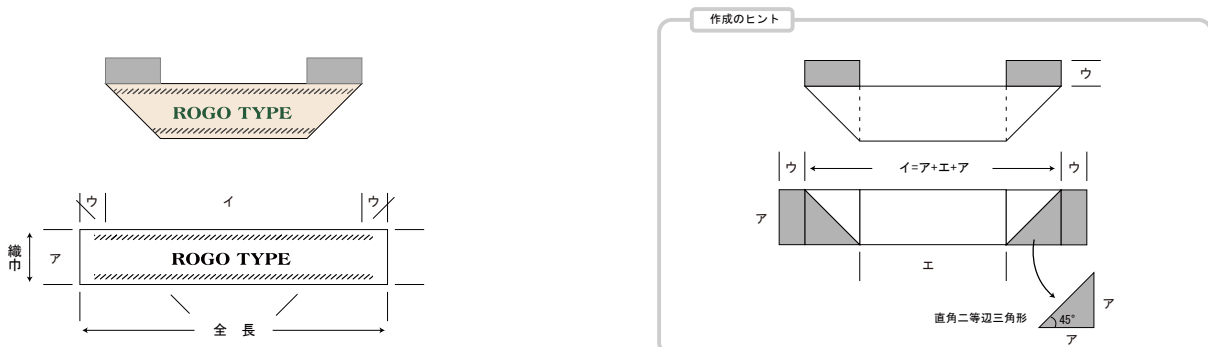 作成のヒント
ROGO TYPE
ウ
ウ
イ=ア+エ+ア
ウ
ウ
イ
ウ
ア
織巾
ア
ROGO TYPE
エ
全 長
直角二等辺三角形
45°
ア
ア